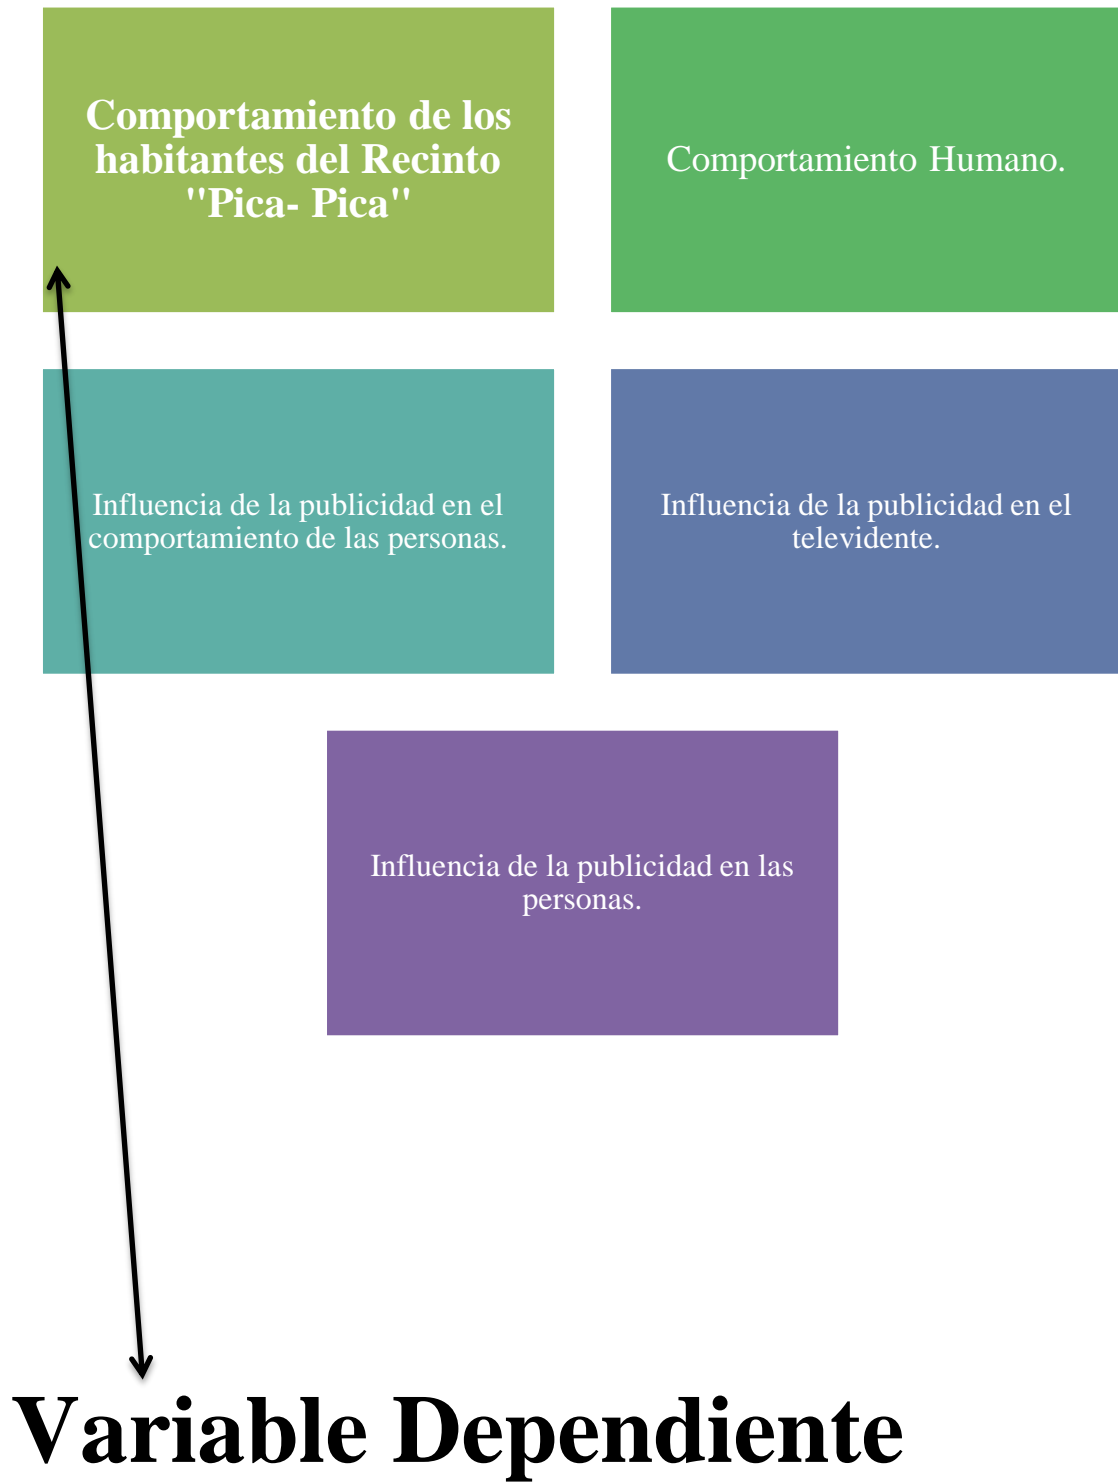 Comportamiento de los
habitantes del Recinto
"Pica- Pica"
Comportamiento Humano.
Influencia de la publicidad en el
comportamiento de las personas.
Influencia de la publicidad en el
televidente.
Influencia de la publicidad en las
personas.
Variable Dependiente